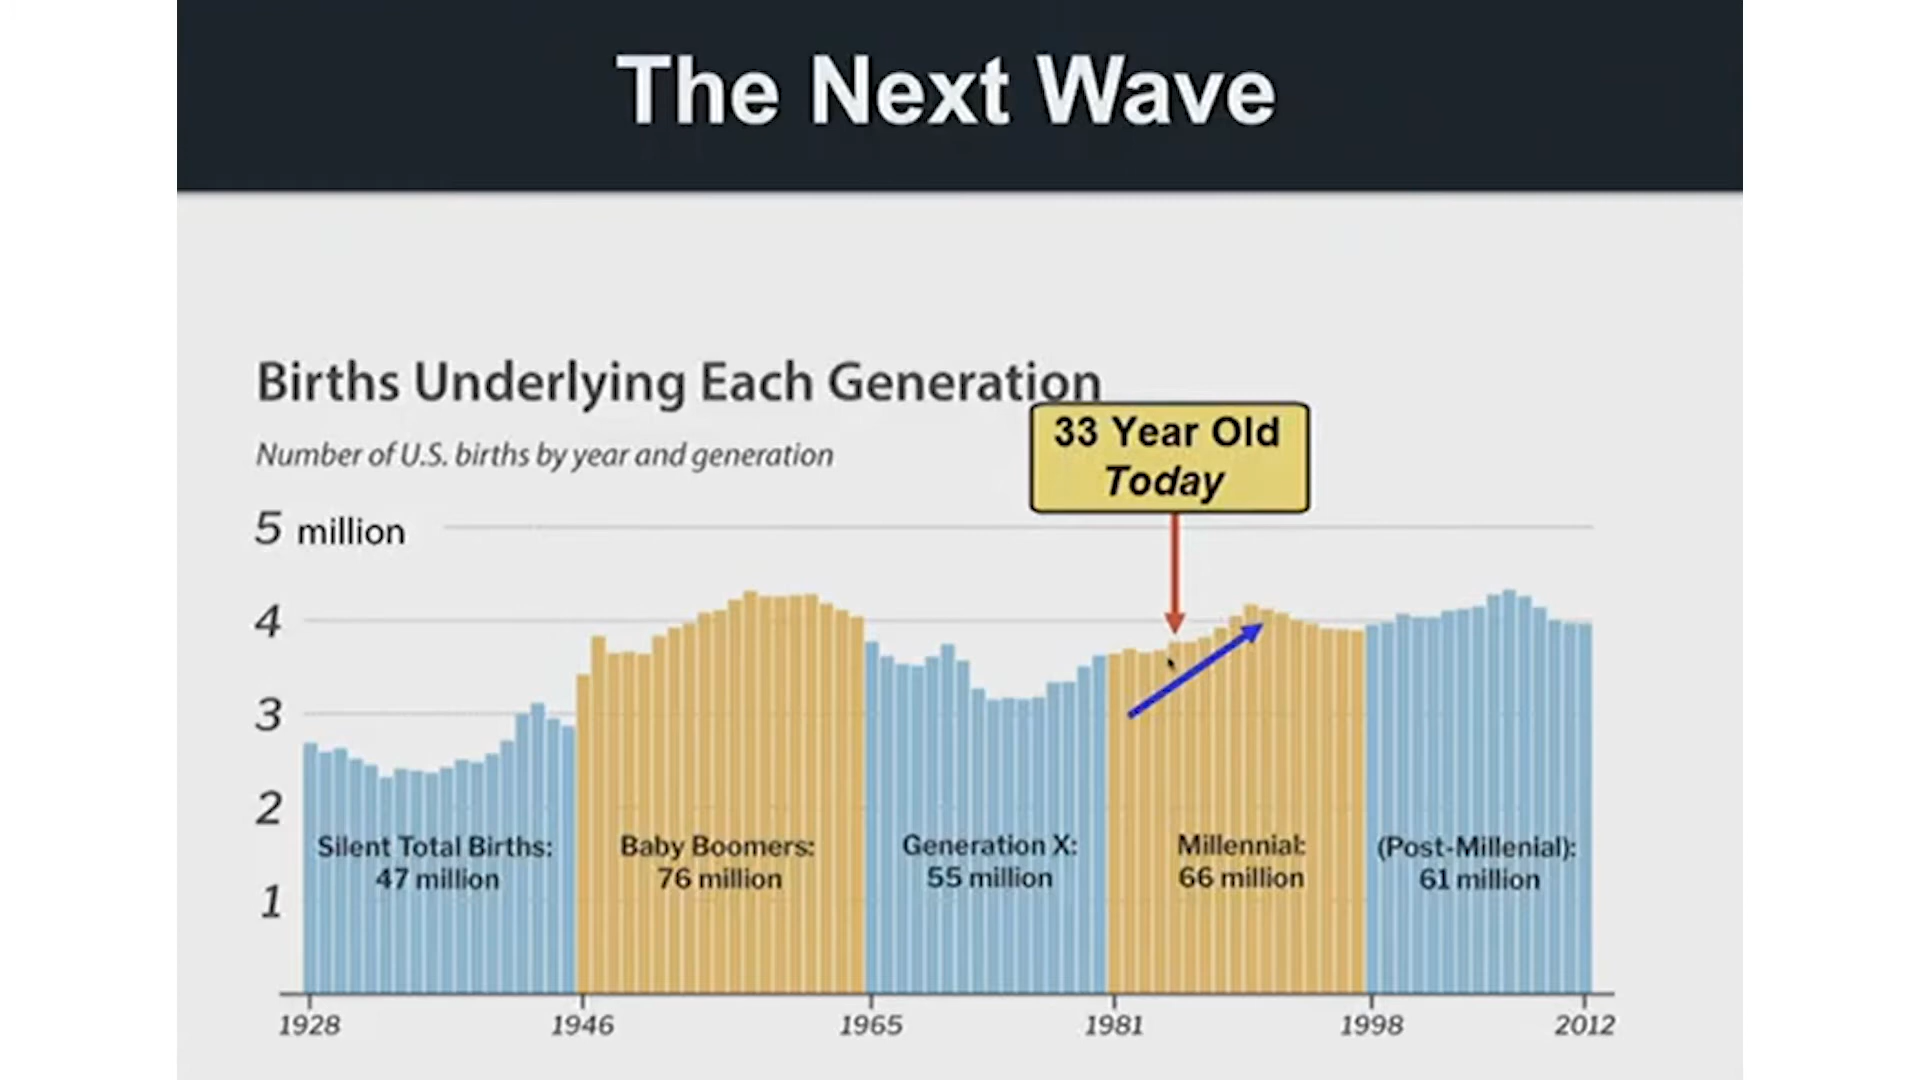 The Next Wave
Births Underlying Each Generation
33 Year Old
Today
Number of U.S. births by year and generation
5 million
4
3
2
1
Silent Total Births:
47 million
Baby Boomers:
76 million
Generation X:
55 million
Millennial:
66 million
(Post-Millenial):
61 million
1928 1946 1965 1981 1998 2012